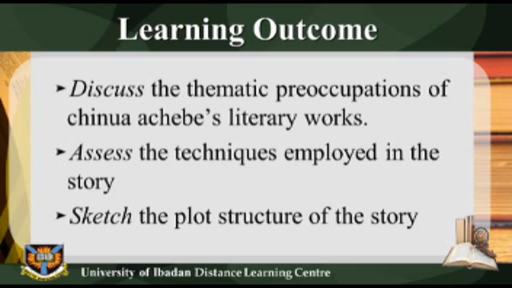 Learning Outcome
➢Discuss the thematic preoccupations of
chinua achebe's literary works.
➢Assess the techniques employed in the
story
➢Sketch the plot structure of the story
University of Ibadan Distance Learning Centre